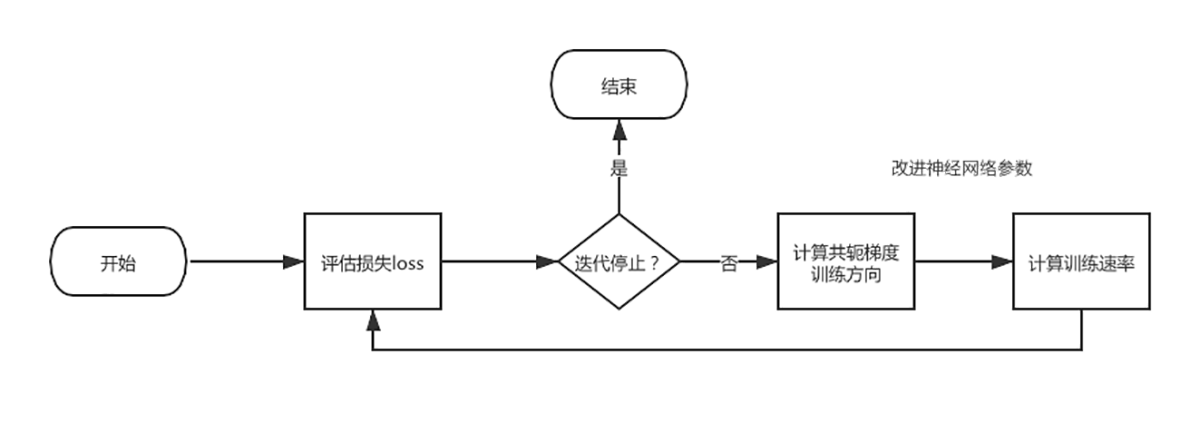 结束
是
改进神经网络参数
开始
评估损失loss
迭代停止？
否
计算共轭梯度
训练方向
计算训练速率